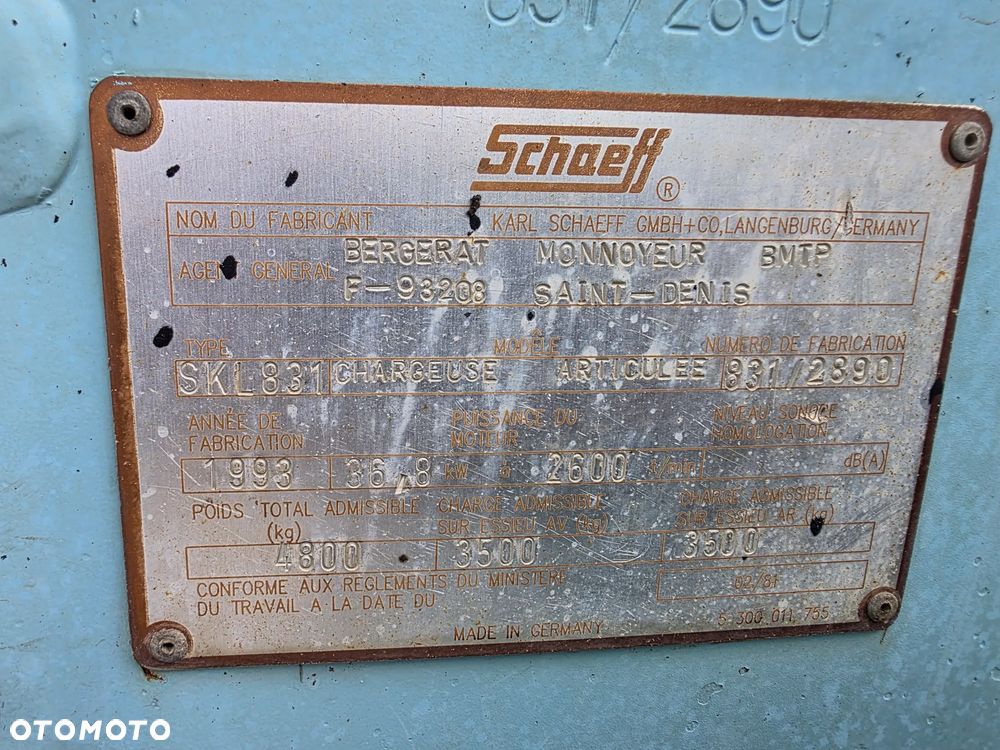 831/2890
Schaeff ®
NOM DU FABRICANT KARL SCHAEFF GMBH+CO,LANGENBURG/GERMANY
AGENT GENERAL BERGERAT MONNOYEUR BMTP
F-93208 SAINT-DENIS
TYPE MODÈLE NUMERO DE FABRICATION
SKL831 CHARGEUSE ARTICULEE 831/2890
ANNÉE DE FABRICATION PUISSANCE DU MOTEUR NIVEAU SONORE HOMOLOGATION
1993 36,8 kW à 2600 t/min dB(A)
POIDS TOTAL ADMISSIBLE (kg) CHARGE ADMISSIBLE SUR ESSIEU AV (kg) CHARGE ADMISSIBLE SUR ESSIEU AR (kg)
4800 3500 3500
CONFORME AUX REGLEMENTS DU MINISTERE
DU TRAVAIL A LA DATE DU 02/81
MADE IN GERMANY 5 300 011 755
OTOMOTO